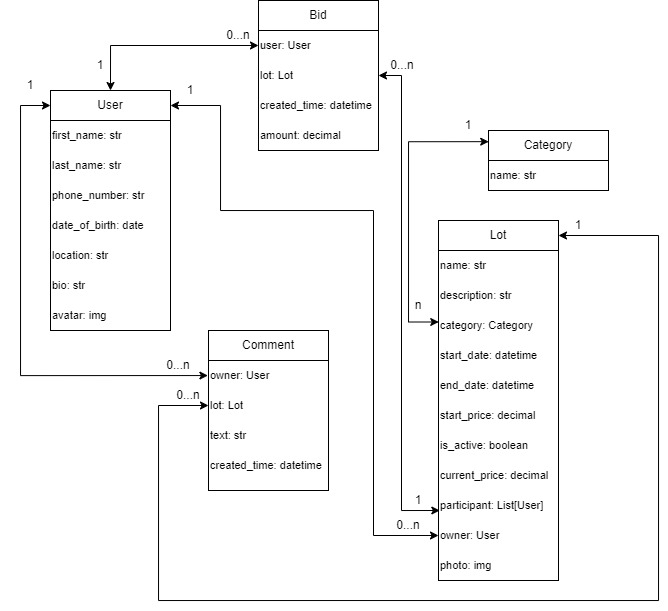 Bid
user: User
lot: Lot
created_time: datetime
amount: decimal
0...n
1
0...n
1
1
User
first_name: str
last_name: str
phone_number: str
date_of_birth: date
location: str
bio: str
avatar: img
1
Category
name: str
1
Lot
name: str
description: str
category: Category
start_date: datetime
end_date: datetime
start_price: decimal
is_active: boolean
current_price: decimal
participant: List[User]
owner: User
photo: img
n
1
0...n
Comment
owner: User
lot: Lot
text: str
created_time: datetime
0...n
0...n